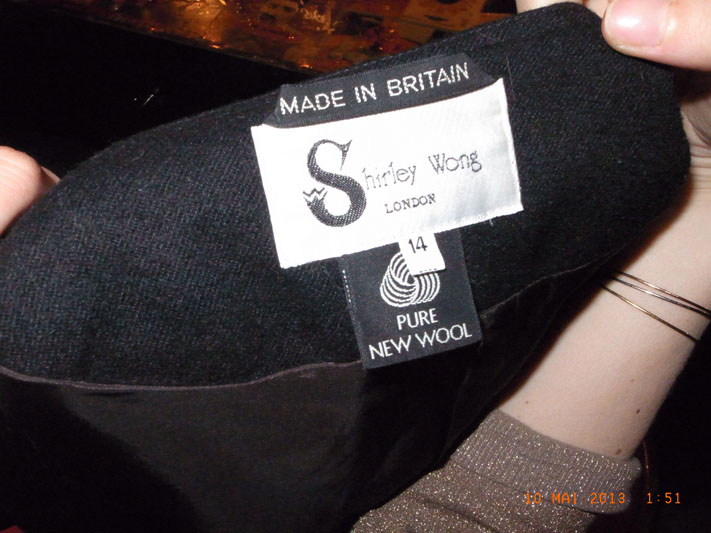 MADE IN BRITAIN
Shirley Wong
LONDON
14
PURE
NEW WOOL
10 MAI 2013 1:51